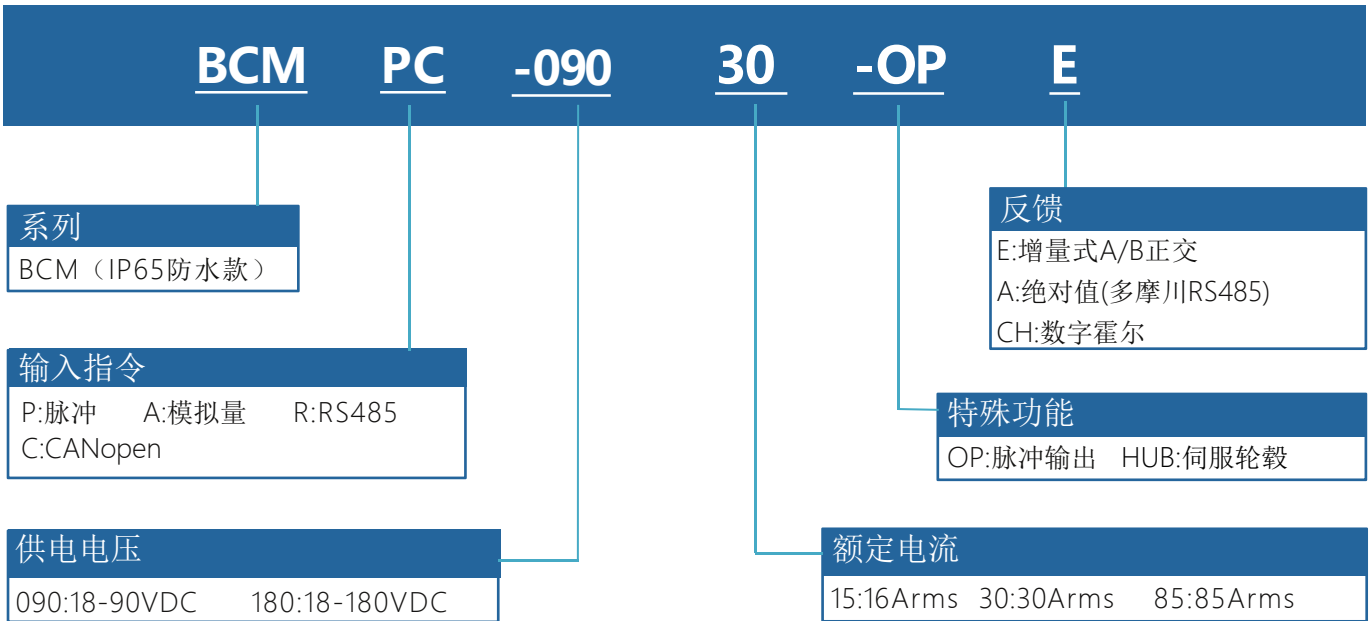 BCM PC -090 30 -OP E
系列
BCM（IP65防水款）
输入指令
P:脉冲 A:模拟量 R:RS485
C:CANopen
供电电压
090:18-90VDC 180:18-180VDC
反馈
E:增量式A/B正交
A:绝对值(多摩川RS485)
CH:数字霍尔
特殊功能
OP:脉冲输出 HUB:伺服轮毂
额定电流
15:16Arms 30:30Arms 85:85Arms